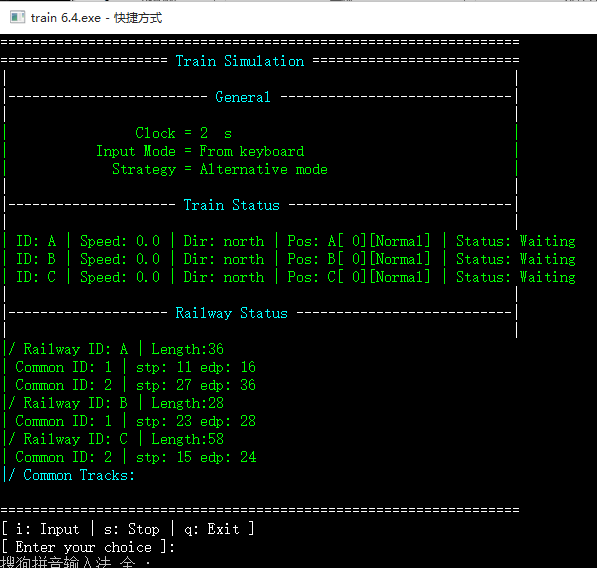 train 6.4.exe - 快捷方式
=================================================================
===================== Train Simulation ==========================
| |
|------------------------- General -----------------------------|
| |
| Clock = 2 s |
| Input Mode = From keyboard |
| Strategy = Alternative mode |
| |
|--------------------- Train Status ----------------------------|
| |
| ID: A | Speed: 0.0 | Dir: north | Pos: A[ 0][Normal] | Status: Waiting
| ID: B | Speed: 0.0 | Dir: north | Pos: B[ 0][Normal] | Status: Waiting
| ID: C | Speed: 0.0 | Dir: north | Pos: C[ 0][Normal] | Status: Waiting
| |
|-------------------- Railway Status ---------------------------|
| |
|/ Railway ID: A | Length:36
| Common ID: 1 | stp: 11 edp: 16
| Common ID: 2 | stp: 27 edp: 36
|/ Railway ID: B | Length:28
| Common ID: 1 | stp: 23 edp: 28
|/ Railway ID: C | Length:58
| Common ID: 2 | stp: 15 edp: 24
|/ Common Tracks:
=================================================================
[ i: Input | s: Stop | q: Exit ]
[ Enter your choice ]:
搜狗拼音输入法 全 :